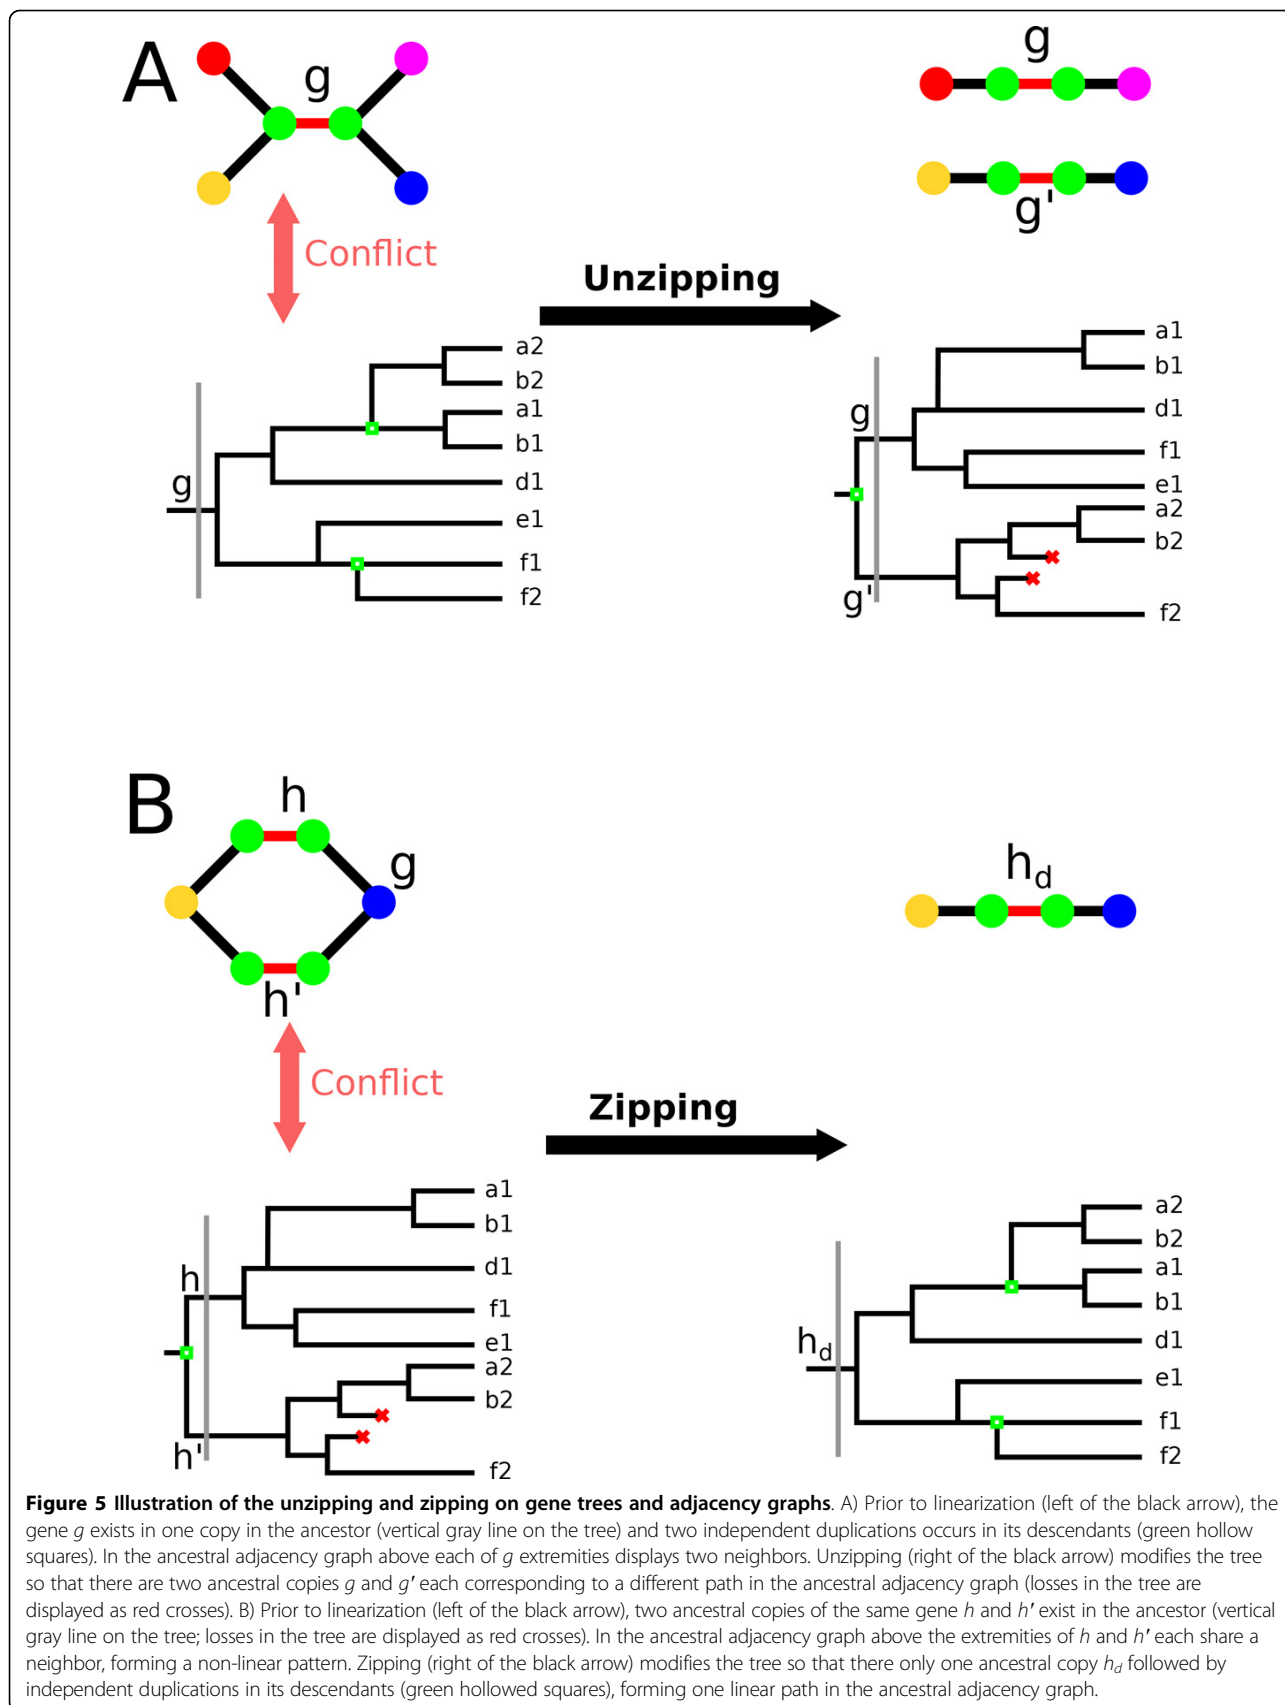 A
g
Conflict
g
g'
Unzipping
g
a2
b2
a1
b1
d1
e1
f1
f2
g
g'
a1
b1
d1
f1
e1
a2
b2
f2
B
h
g
h'
Conflict
h_d
Zipping
h
h'
a1
b1
d1
f1
e1
a2
b2
f2
h_d
a2
b2
a1
b1
d1
e1
f1
f2
Figure 5 Illustration of the unzipping and zipping on gene trees and adjacency graphs. A) Prior to linearization (left of the black arrow), the
gene g exists in one copy in the ancestor (vertical gray line on the tree) and two independent duplications occurs in its descendants (green hollow
squares). In the ancestral adjacency graph above each of g extremities displays two neighbors. Unzipping (right of the black arrow) modifies the tree
so that there are two ancestral copies g and g' each corresponding to a different path in the ancestral adjacency graph (losses in the tree are
displayed as red crosses). B) Prior to linearization (left of the black arrow), two ancestral copies of the same gene h and h' exist in the ancestor (vertical
gray line on the tree; losses in the tree are displayed as red crosses). In the ancestral adjacency graph above the extremities of h and h' each share a
neighbor, forming a non-linear pattern. Zipping (right of the black arrow) modifies the tree so that there only one ancestral copy h_d followed by
independent duplications in its descendants (green hollowed squares), forming one linear path in the ancestral adjacency graph.